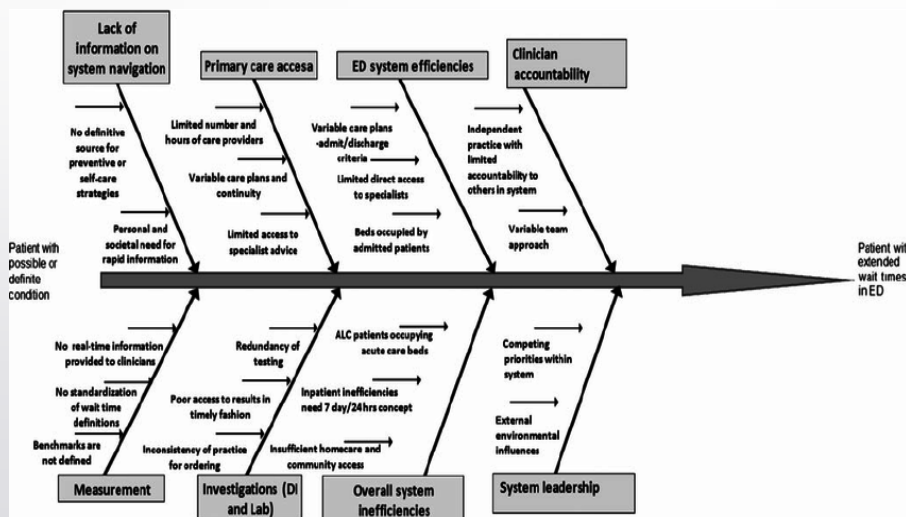 Lack of
information on
system navigation
Primary care accesa
ED system efficiencies
Clinician
accountability
No definitive
source for
preventive or
self-care
strategies
Personal and
societal need for
rapid information
Limited number and
hours of care providers
Variable care plans and
continuity
Limited access to
specialist advice
Variable care plans
-admit/discharge
criteria
Limited direct access
to specialists
Beds occupied by
admitted patients
Independent
practice with
limited
accountability to
others in system
Variable team
approach
Patient with
possible or
definite
condition
Patient with
extended
wait times
in ED
No real-time information
provided to clinicians
No standardization
of wait time
definitions
Benchmarks are
not defined
Redundancy of
testing
Poor access to results in
timely fashion
Inconsistency of practice
for ordering
ALC patients occupying
acute care beds
Inpatient inefficiencies
need 7 day/24 hrs concept
Insufficient homecare and
community access
Competing
priorities within
system
External
environmental
influences
Measurement
Investigations (DI
and Lab)
Overall system
inefficiencies
System leadership